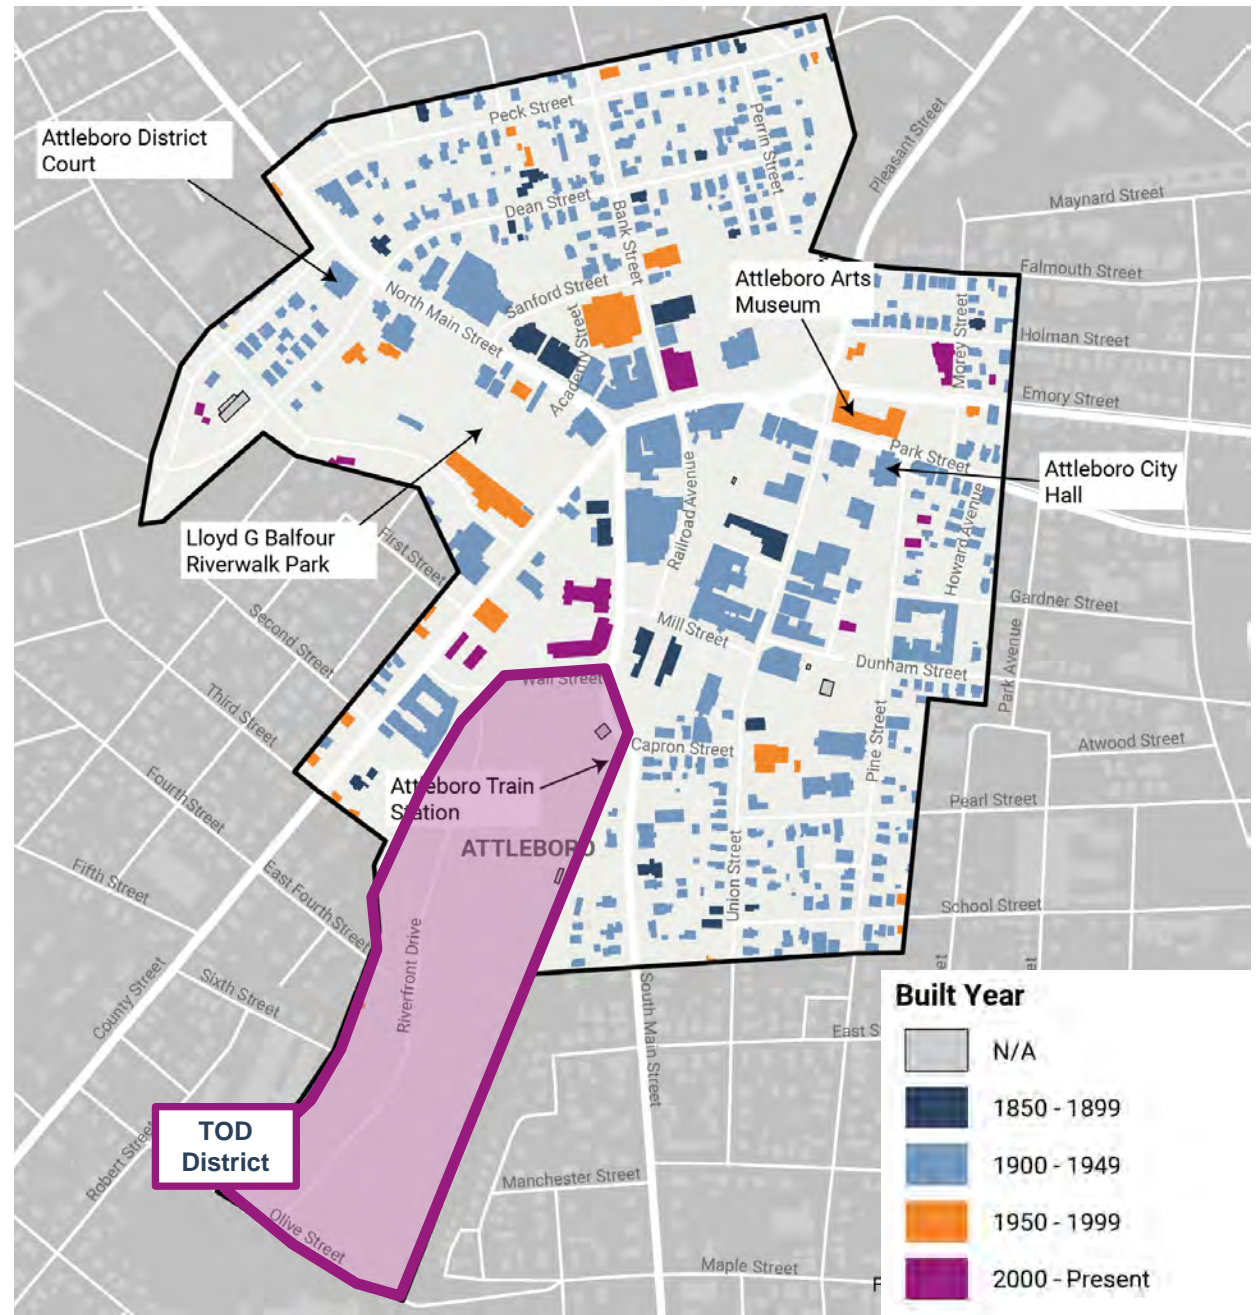 Peck Street
Perrin Street
Pleasant Street
Attleboro District
Court
Maynard Street
Dean Street
Bank Street
Falmouth Street
Attleboro Arts
Museum
Sanford Street
North Main Street
Academy Street
Morey Street
Holman Street
Emory Street
Park Street
Attleboro City
Hall
Railroad Avenue
Howard Avenue
Lloyd G Balfour
Riverwalk Park
First Street
Gardner Street
Second Street
Mill Street
Park Avenue
Dunham Street
Wall Street
Third Street
Pine Street
Capron Street
Atwood Street
Attleboro Train
Station
Fourth Street
Pearl Street
ATTLEBORO
Fifth Street
Union Street
East Fourth Street
School Street
Riverfront Drive
County Street
Sixth Street
South Main Street
et
East S
Built Year
N/A
1850 - 1899
1900 - 1949
1950 - 1999
2000 - Present
TOD
District
Robert Street
Manchester Street
Olive Street
Maple Street
F